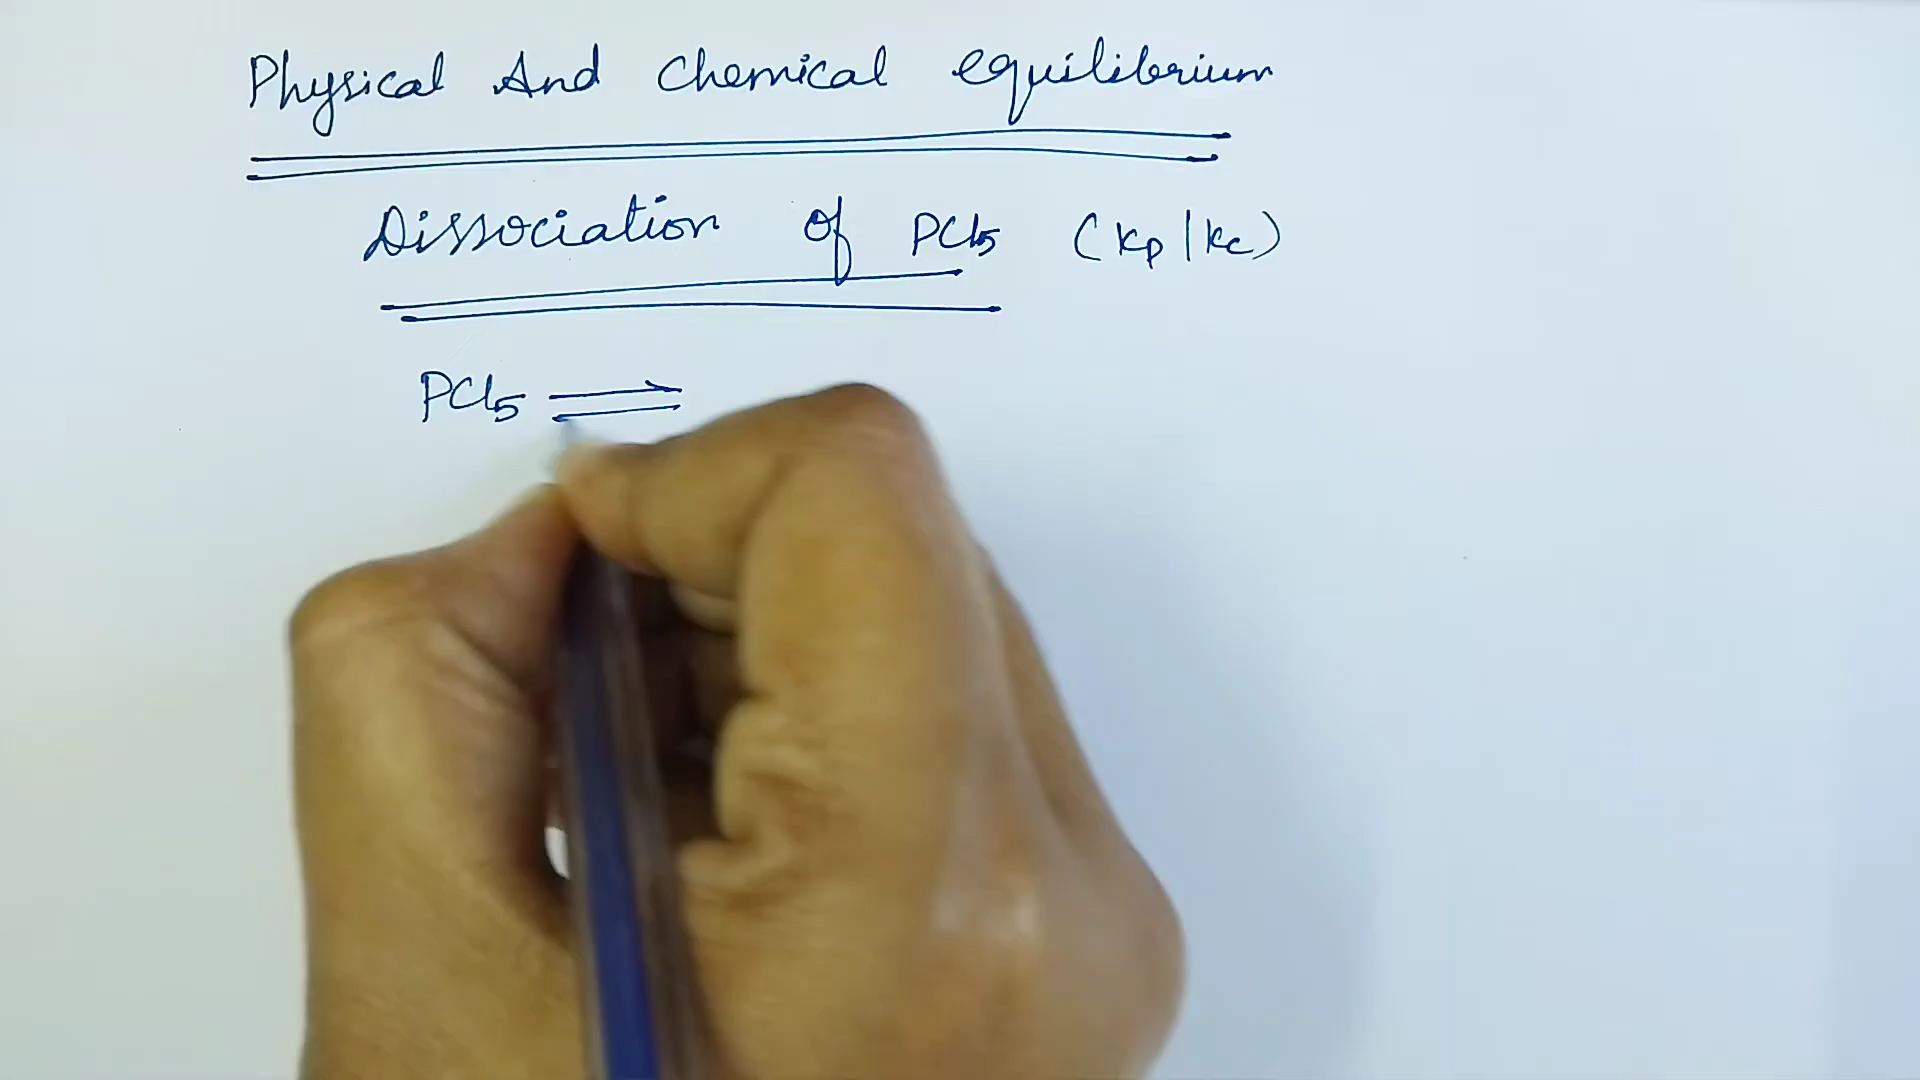 Physical And Chemical equilibrium
Dissociation Of PCl5 (Kp/Kc)
PCl5 ⇌